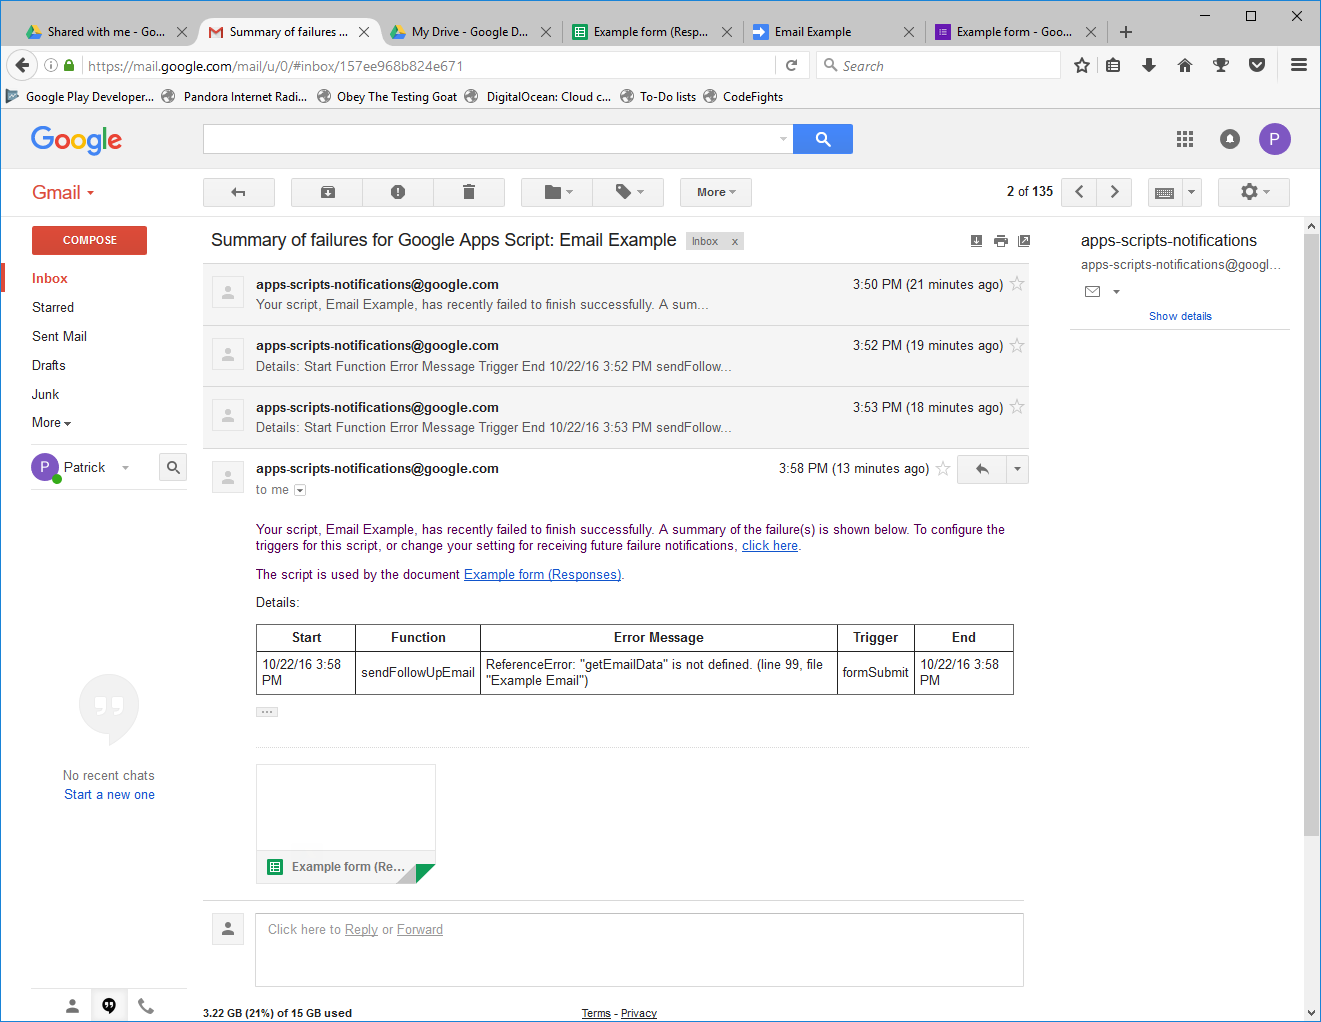 Shared with me - Go...
Summary of failures ...
My Drive - Google D...
Example form (Resp...
Email Example
Example form - Goo...
https://mail.google.com/mail/u/0/#inbox/157ee968b824e671
Search
Google Play Developer...
Pandora Internet Radi...
Obey The Testing Goat
DigitalOcean: Cloud c...
To-Do lists
CodeFights
Google
P
Gmail
More
2 of 135
COMPOSE
Inbox
Starred
Sent Mail
Drafts
Junk
More
P
Patrick
No recent chats
Start a new one
Summary of failures for Google Apps Script: Email Example
Inbox x
apps-scripts-notifications@google.com
3:50 PM (21 minutes ago)
Your script, Email Example, has recently failed to finish successfully. A sum...
apps-scripts-notifications@google.com
3:52 PM (19 minutes ago)
Details: Start Function Error Message Trigger End 10/22/16 3:52 PM sendFollow...
apps-scripts-notifications@google.com
3:53 PM (18 minutes ago)
Details: Start Function Error Message Trigger End 10/22/16 3:53 PM sendFollow...
apps-scripts-notifications@google.com
3:58 PM (13 minutes ago)
to me
Your script, Email Example, has recently failed to finish successfully. A summary of the failure(s) is shown below. To configure the
triggers for this script, or change your setting for receiving future failure notifications, click here.
The script is used by the document Example form (Responses).
Details:
Start Function Error Message Trigger End
10/22/16 3:58 PM
sendFollowUpEmail
ReferenceError: "getEmailData" is not defined. (line 99, file
"Example Email")
formSubmit
10/22/16 3:58 PM
Example form (Re...
Click here to Reply or Forward
3.22 GB (21%) of 15 GB used
Terms - Privacy
apps-scripts-notifications
apps-scripts-notifications@googl...
Show details